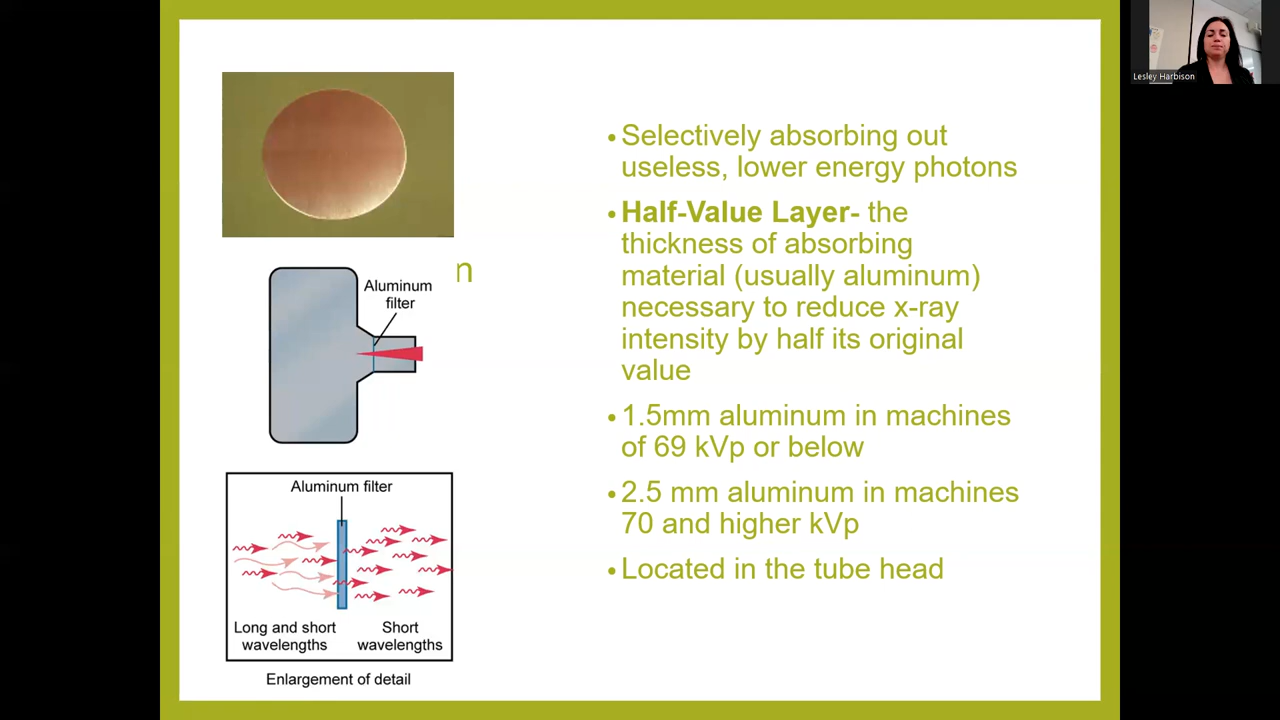 Lesley Harbison
• Selectively absorbing out
useless, lower energy photons
• Half-Value Layer- the
thickness of absorbing
material (usually aluminum)
necessary to reduce x-ray
intensity by half its original
value
• 1.5mm aluminum in machines
of 69 kVp or below
• 2.5 mm aluminum in machines
70 and higher kVp
• Located in the tube head
n
Aluminum
filter
Aluminum filter
Long and short
wavelengths
Short
wavelengths
Enlargement of detail